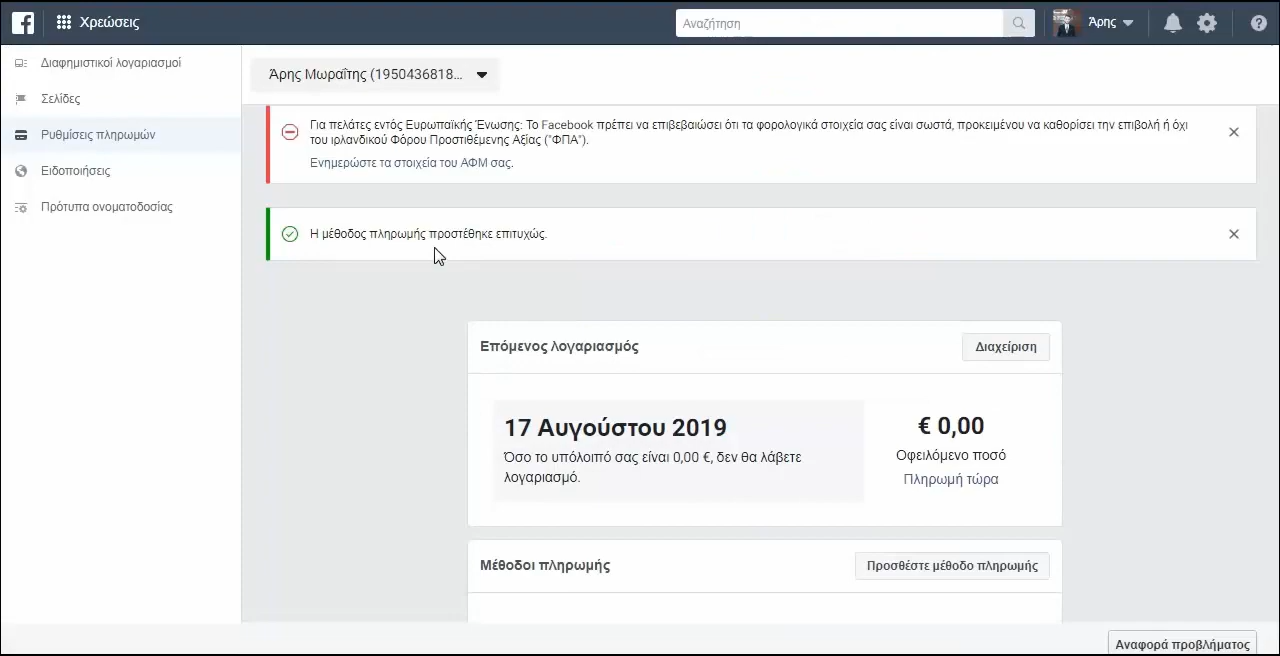 Χρεώσεις
Αναζήτηση
Άρης
Διαφημιστικοί λογαριασμοί
Σελίδες
Ρυθμίσεις πληρωμών
Ειδοποιήσεις
Πρότυπα ονοματοδοσίας
Άρης Μωραΐτης (1950436818...
Για πελάτες εντός Ευρωπαϊκής Ένωσης: Το Facebook πρέπει να επιβεβαιώσει ότι τα φορολογικά στοιχεία σας είναι σωστά, προκειμένου να καθορίσει την επιβολή ή όχι
του ιρλανδικού Φόρου Προστιθέμενης Αξίας ("ΦΠΑ").
Ενημερώστε τα στοιχεία του ΑΦΜ σας.
Η μέθοδος πληρωμής προστέθηκε επιτυχώς.
Επόμενος λογαριασμός
Διαχείριση
17 Αυγούστου 2019
Όσο το υπόλοιπό σας είναι 0,00 €, δεν θα λάβετε
λογαριασμό.
€ 0,00
Οφειλόμενο ποσό
Πληρωμή τώρα
Μέθοδοι πληρωμής
Προσθέστε μέθοδο πληρωμής
Αναφορά προβλήματος